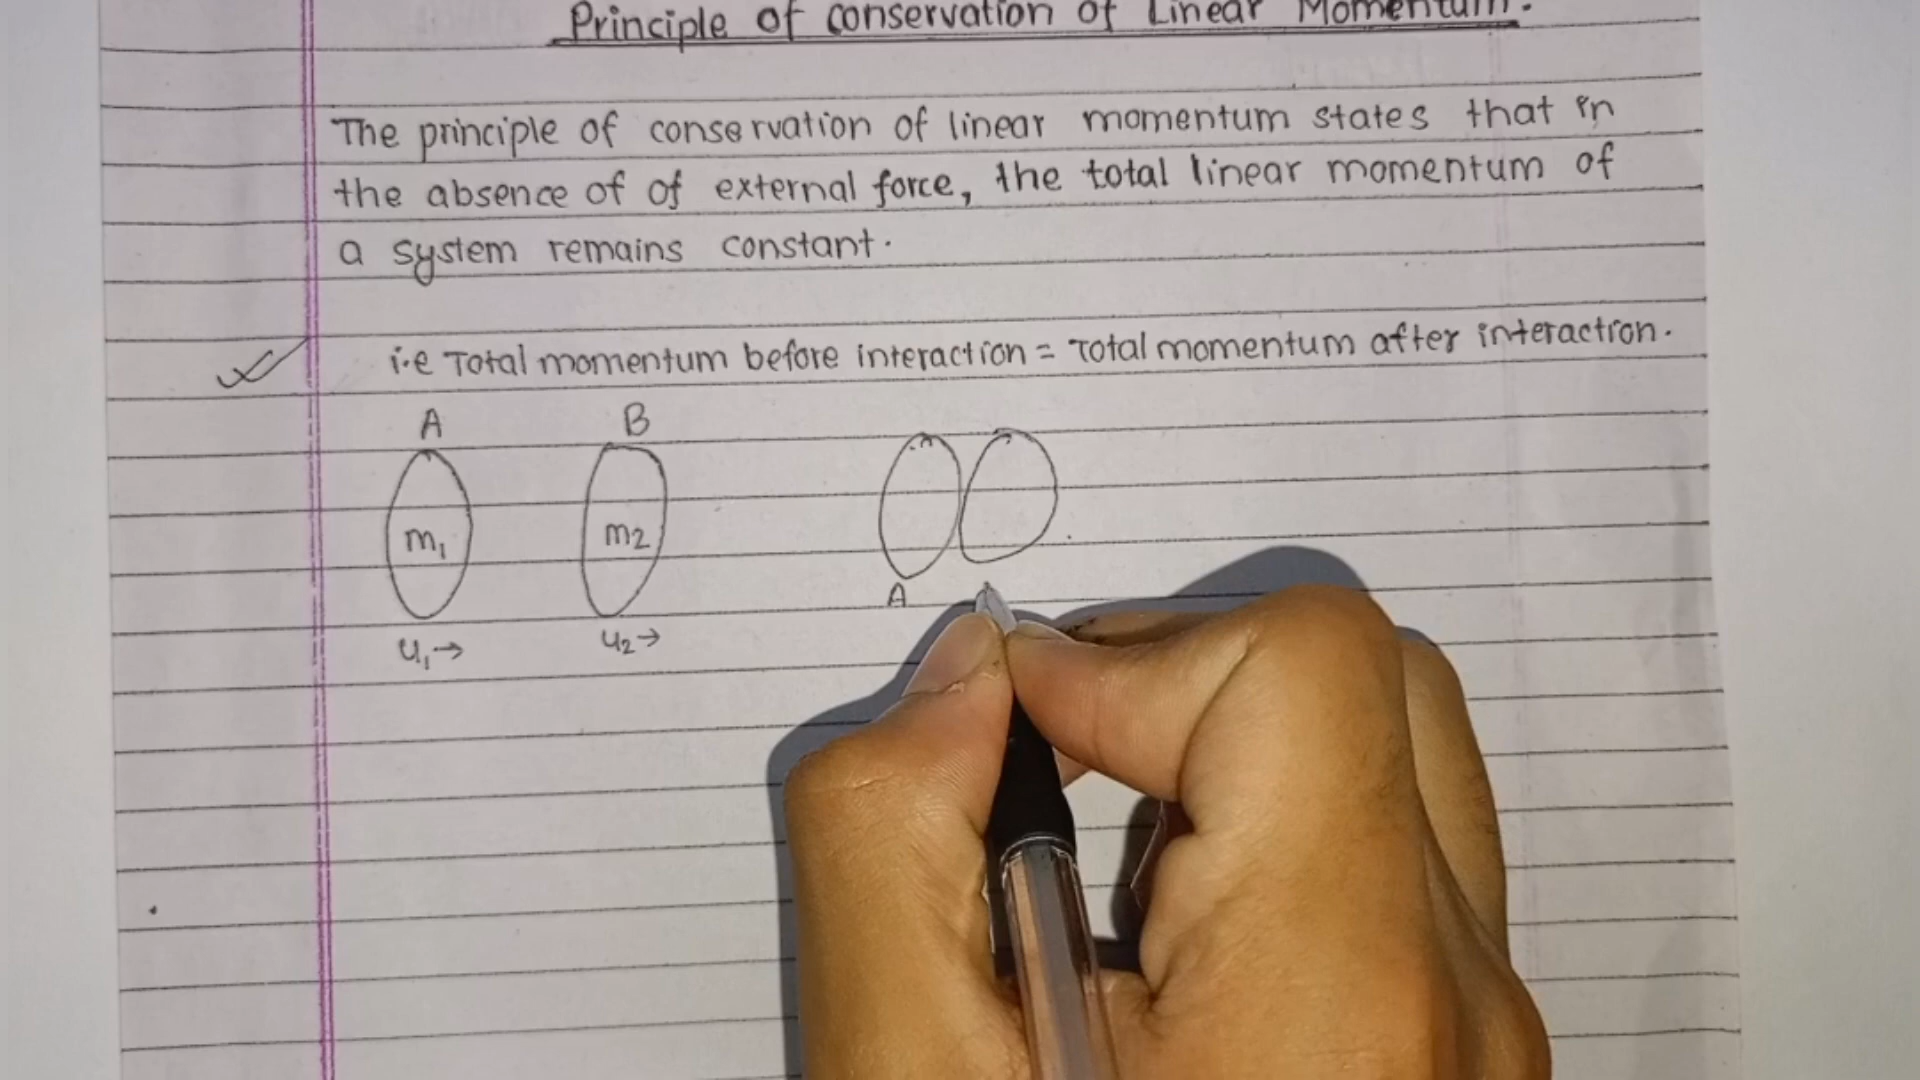 Principle of conservation of Linear Momentum.
The principle of conservation of linear momentum states that in
the absence of of external force, the total linear momentum of
a system remains constant.
i.e Total momentum before interaction = Total momentum after interaction.
A B
m₁ m₂
A
u₁→ u₂→